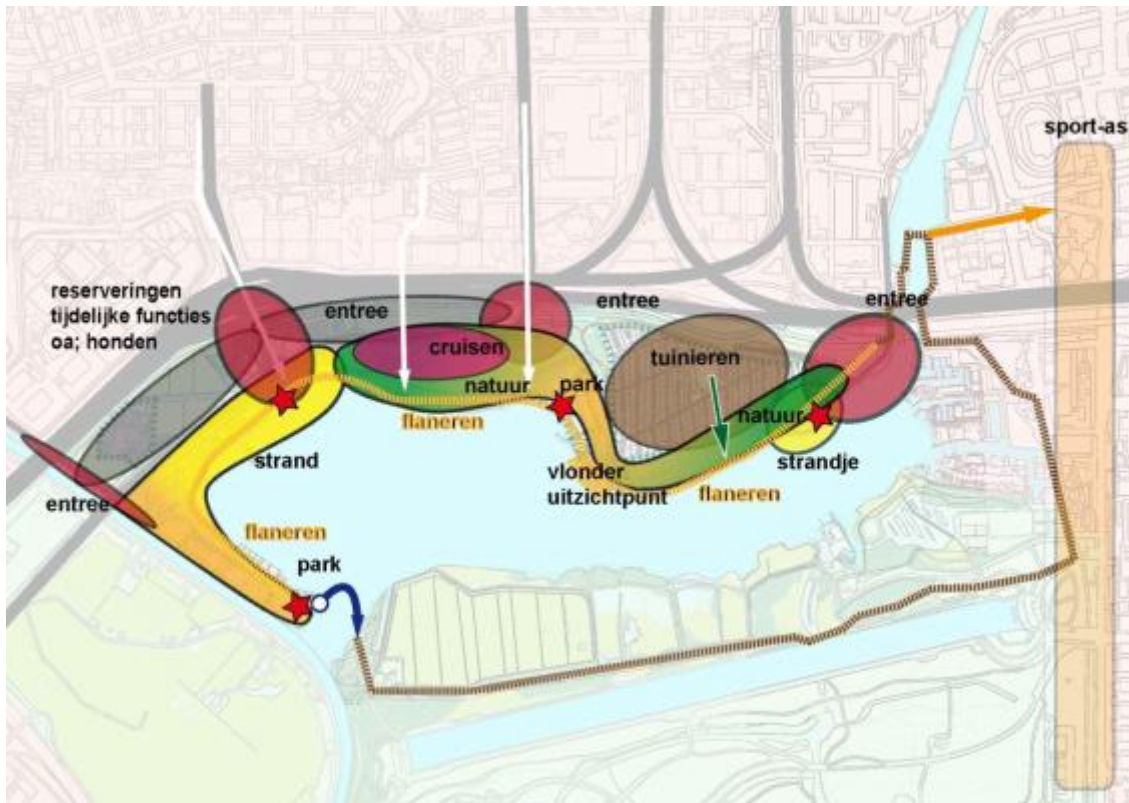 sport-as
reserveringen
tijdelijke functies
oa; honden
entree
entree
entree
cruisen
tuinieren
natuur
park
flaneren
natuur
strand
vlonder
uitzichtpunt
strandje
flaneren
entree
flaneren
park